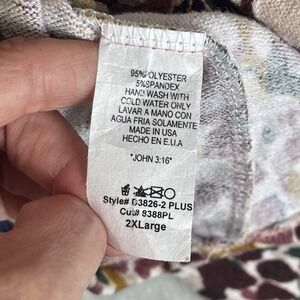 95%POLYESTER
5%SPANDEX
HAND WASH WITH
COLD WATER ONLY
LAVAR A MANO CON
AGUA FRIA SOLAMENTE
MADE IN USA
HECHO EN E.U.A
"JOHN 3:16"
Style# D3826-2 PLUS
Cut# 8388PL
2XLarge